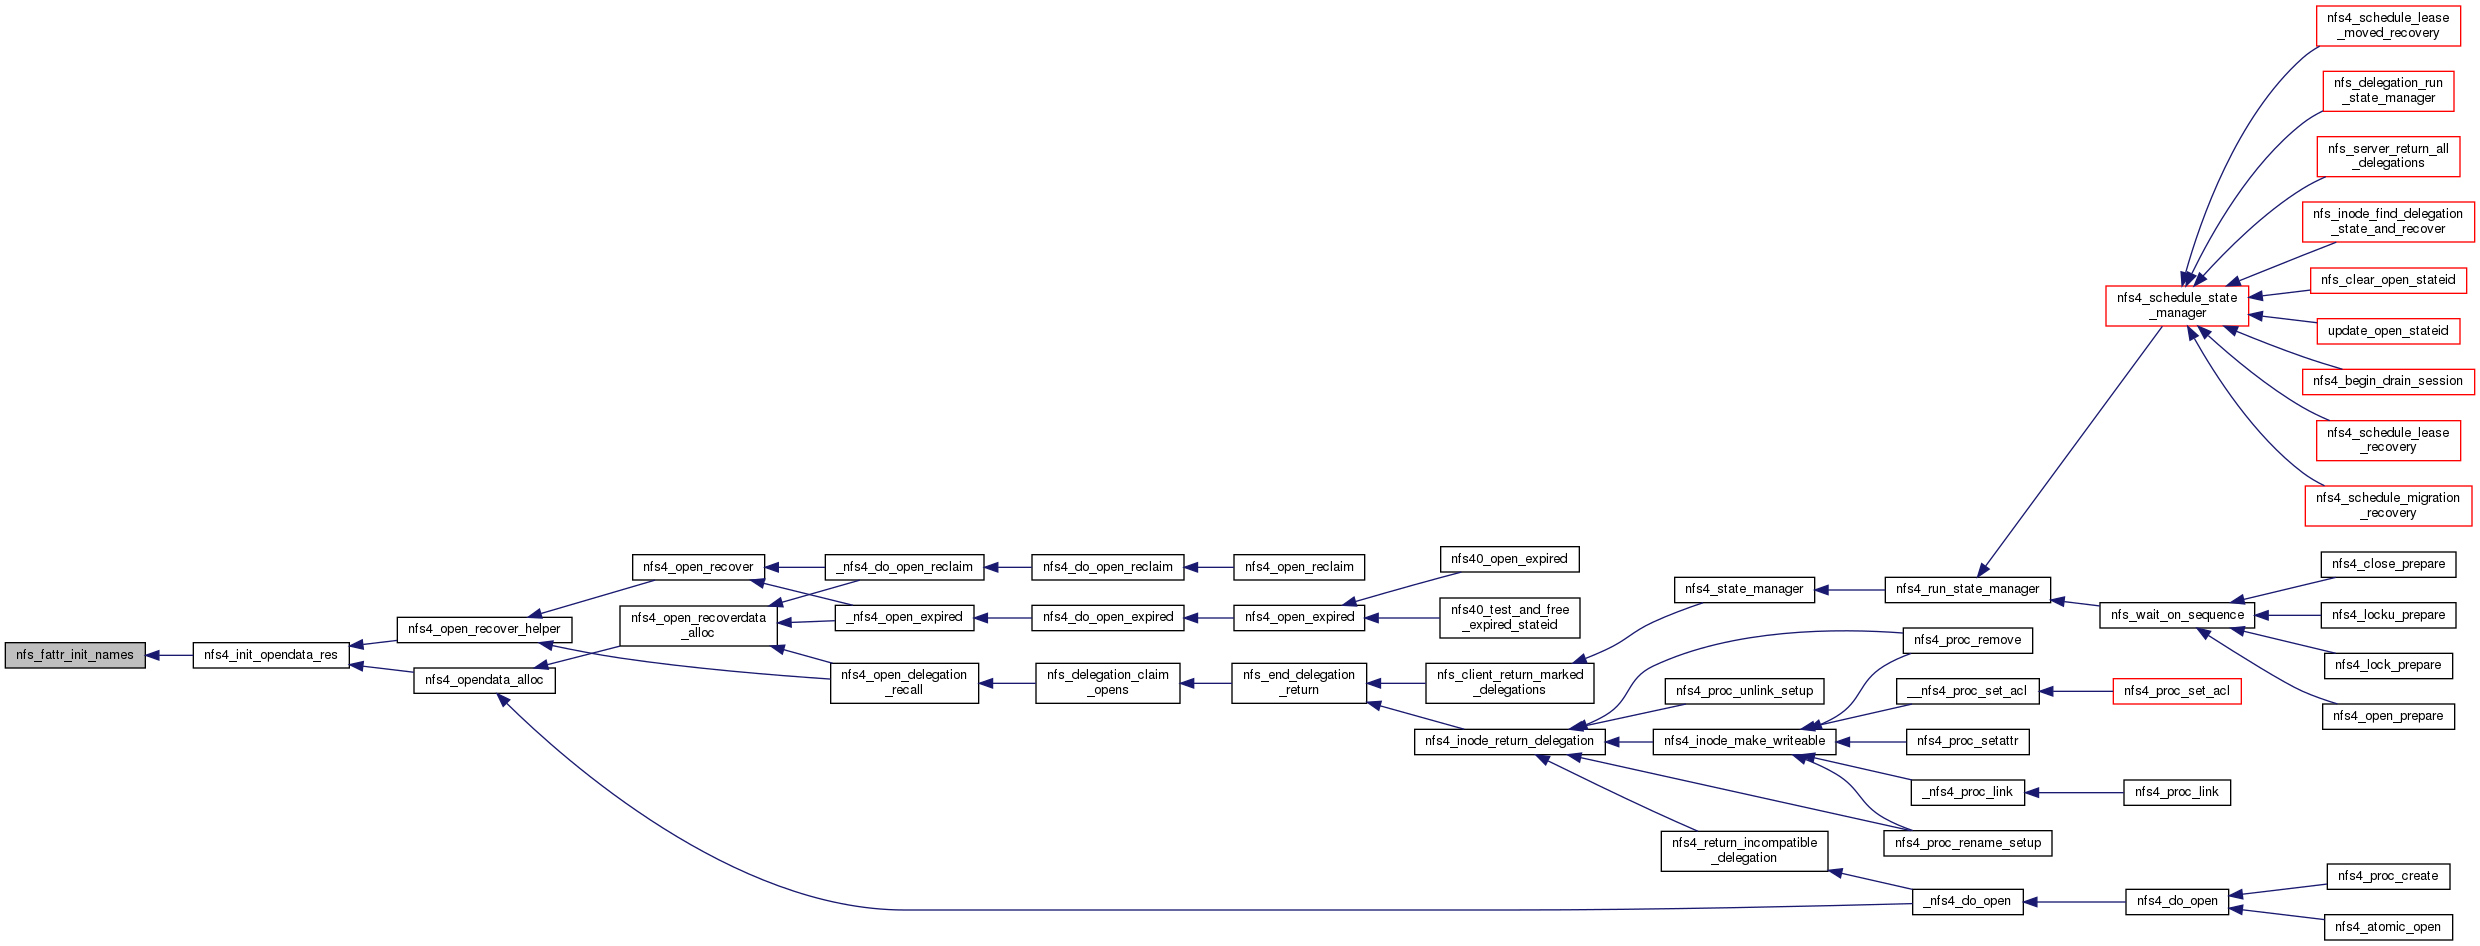 nfs4_schedule_lease
_moved_recovery
nfs_delegation_run
_state_manager
nfs_server_return_all
_delegations
nfs_inode_find_delegation
_state_and_recover
nfs_clear_open_stateid
nfs4_schedule_state
_manager
update_open_stateid
nfs4_begin_drain_session
nfs4_schedule_lease
_recovery
nfs4_schedule_migration
_recovery
nfs_fattr_init_names
nfs4_init_opendata_res
nfs4_open_recover_helper
nfs4_opendata_alloc
nfs4_open_recover
nfs4_open_recoverdata
_alloc
_nfs4_do_open_reclaim
_nfs4_open_expired
nfs4_open_delegation
_recall
nfs4_do_open_reclaim
nfs4_do_open_expired
nfs_delegation_claim
_opens
nfs4_open_reclaim
nfs4_open_expired
nfs_end_delegation
_return
nfs40_open_expired
nfs40_test_and_free
_expired_stateid
nfs_client_return_marked
_delegations
nfs4_inode_return_delegation
nfs4_state_manager
nfs4_proc_unlink_setup
nfs4_inode_make_writeable
nfs4_return_incompatible
_delegation
nfs4_run_state_manager
nfs4_proc_remove
__nfs4_proc_set_acl
nfs4_proc_setattr
_nfs4_proc_link
nfs4_proc_rename_setup
_nfs4_do_open
nfs_wait_on_sequence
nfs4_proc_set_acl
nfs4_proc_link
nfs4_do_open
nfs4_close_prepare
nfs4_locku_prepare
nfs4_lock_prepare
nfs4_open_prepare
nfs4_proc_create
nfs4_atomic_open